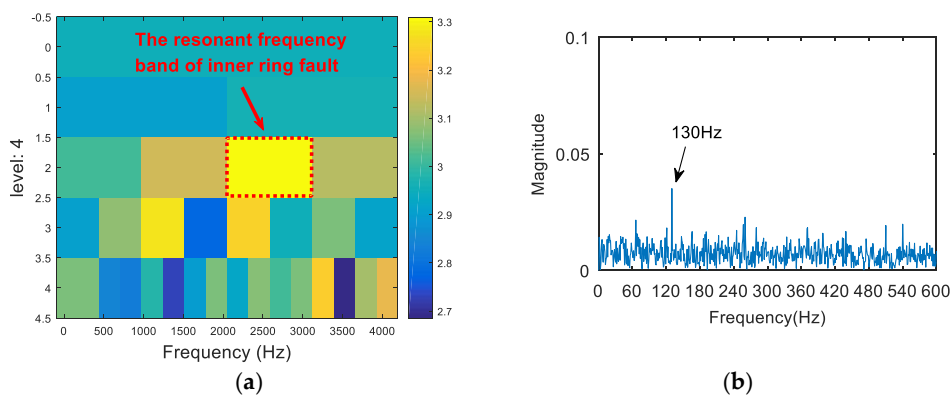 The resonant frequency
band of inner ring fault
-0.5
0
0.5
1
1.5
2
2.5
3
3.5
4
4.5
level: 4
0 500 1000 1500 2000 2500 3000 3500 4000
Frequency (Hz)
3.3
3.2
3.1
3
2.9
2.8
2.7
(a)
0.1
0.05
0
Magnitude
130Hz
0 60 120 180 240 300 360 420 480 540 600
Frequency(Hz)
(b)